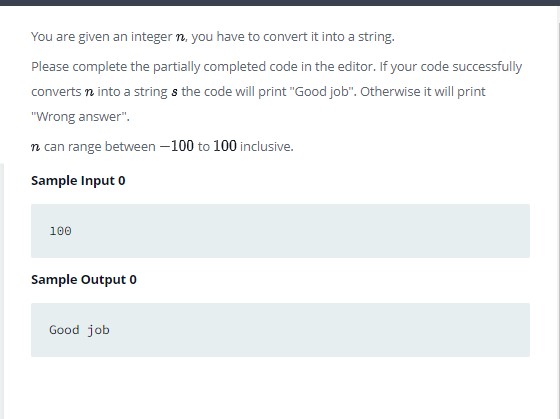 You are given an integer n, you have to convert it into a string.
Please complete the partially completed code in the editor. If your code successfully
converts n into a string s the code will print "Good job". Otherwise it will print
"Wrong answer".
n can range between −100 to 100 inclusive.
Sample Input 0
100
Sample Output 0
Good job